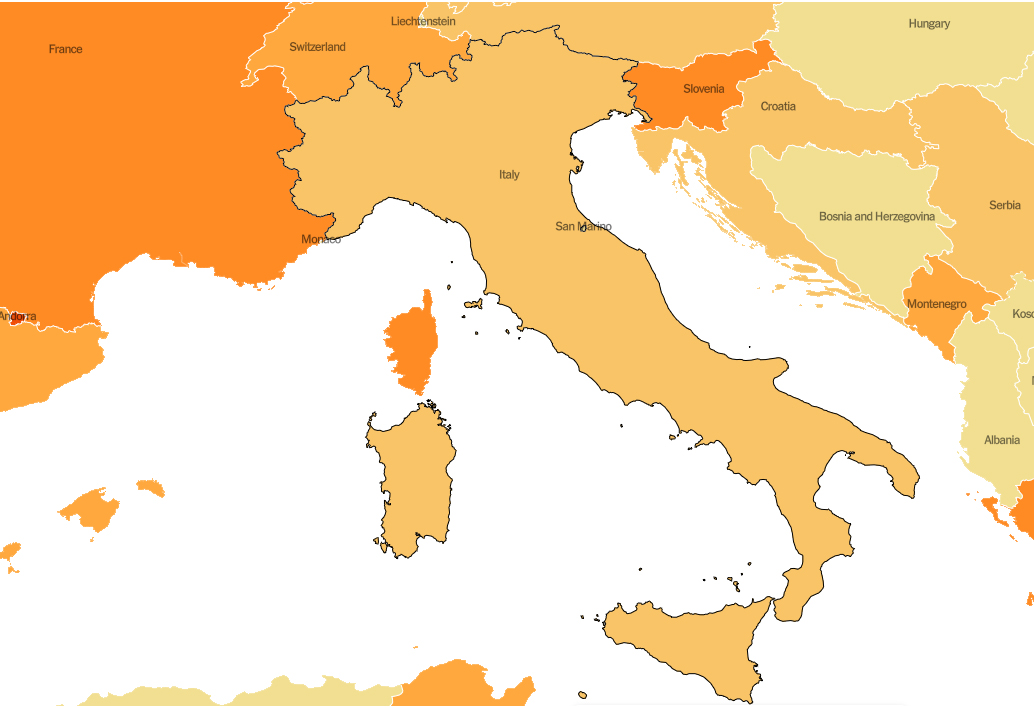 Liechtenstein
Hungary
France
Switzerland
Slovenia
Croatia
Italy
Serbia
Bosnia and Herzegovina
San Marino
Monaco
Montenegro
Andorra
Koso
Albania